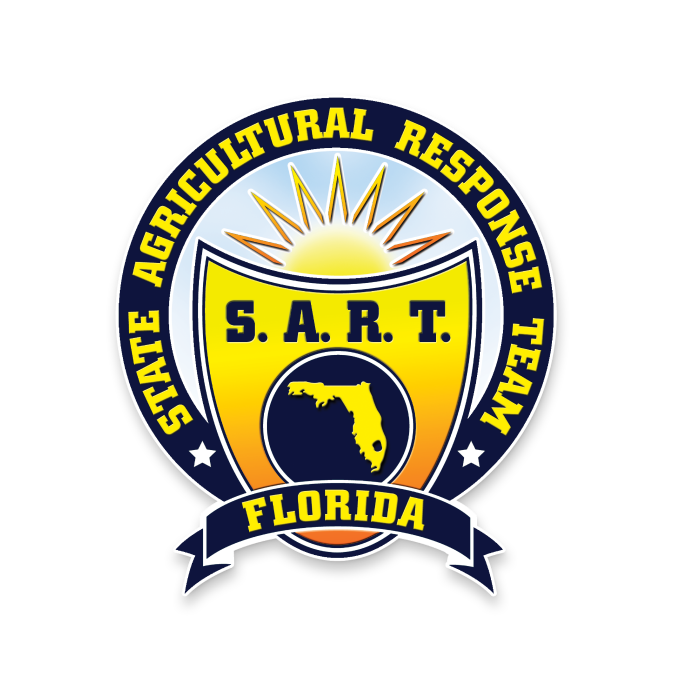 STATE AGRICULTURAL RESPONSE TEAM
S. A. R. T.
FLORIDA